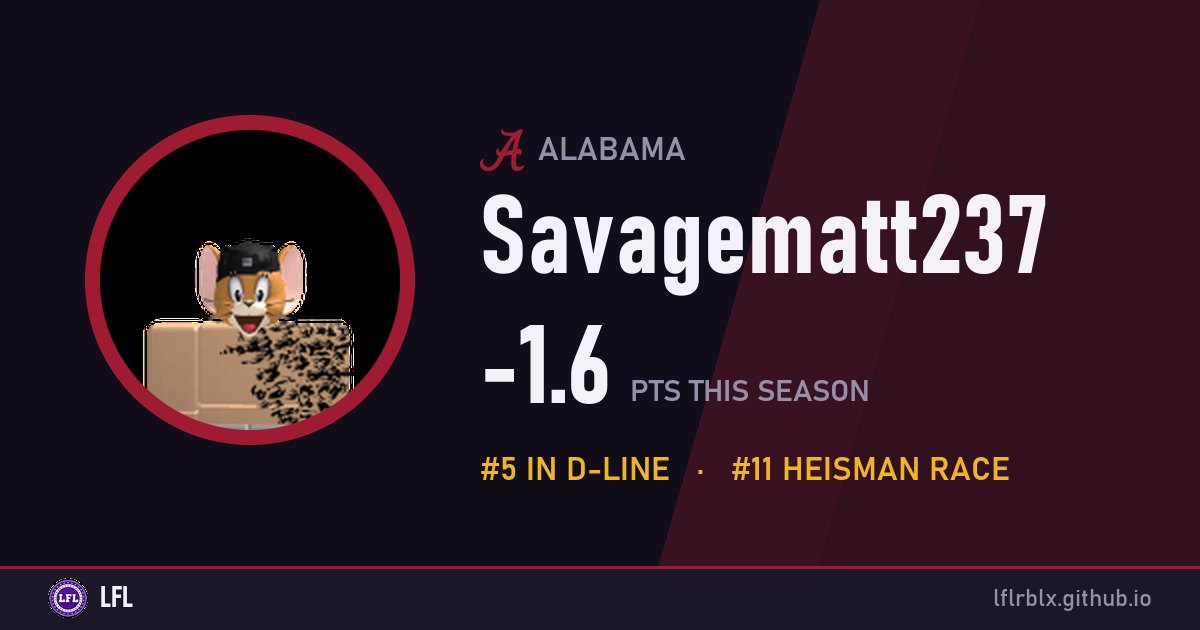 ALABAMA
Savagematt237
-1.6 PTS THIS SEASON
#5 IN D-LINE · #11 HEISMAN RACE
LFL LFL
lflrblx.github.io